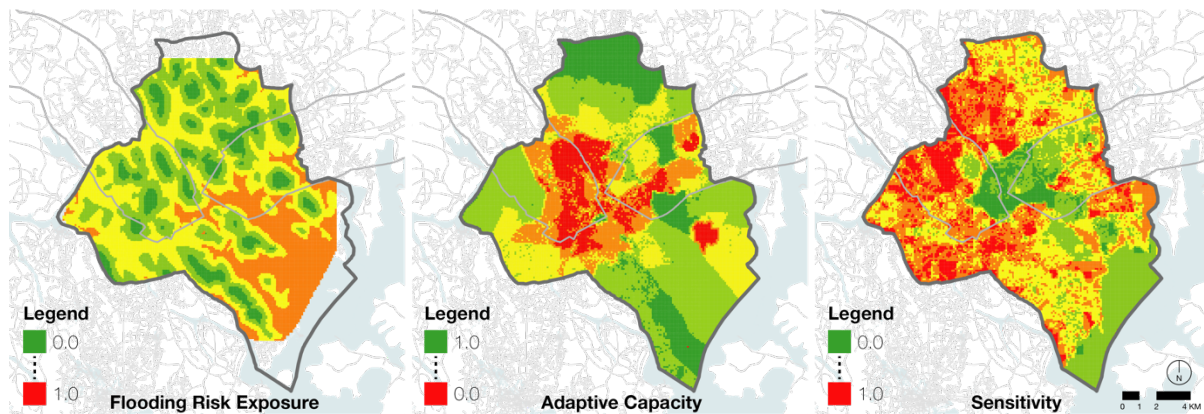 Legend
0.0
1.0
Flooding Risk Exposure
Legend
1.0
0.0
Adaptive Capacity
Legend
0.0
1.0
Sensitivity
N
0 1 2 4 KM